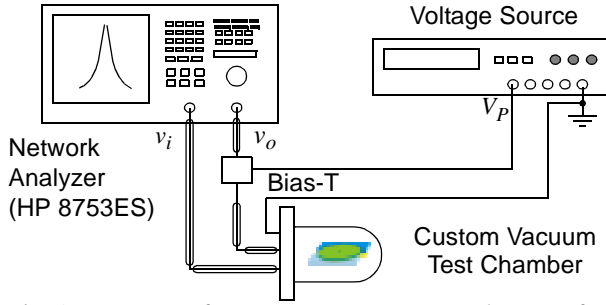 Voltage Source
V_P
v_i
v_o
Network
Analyzer
(HP 8753ES)
Bias-T
Custom Vacuum
Test Chamber